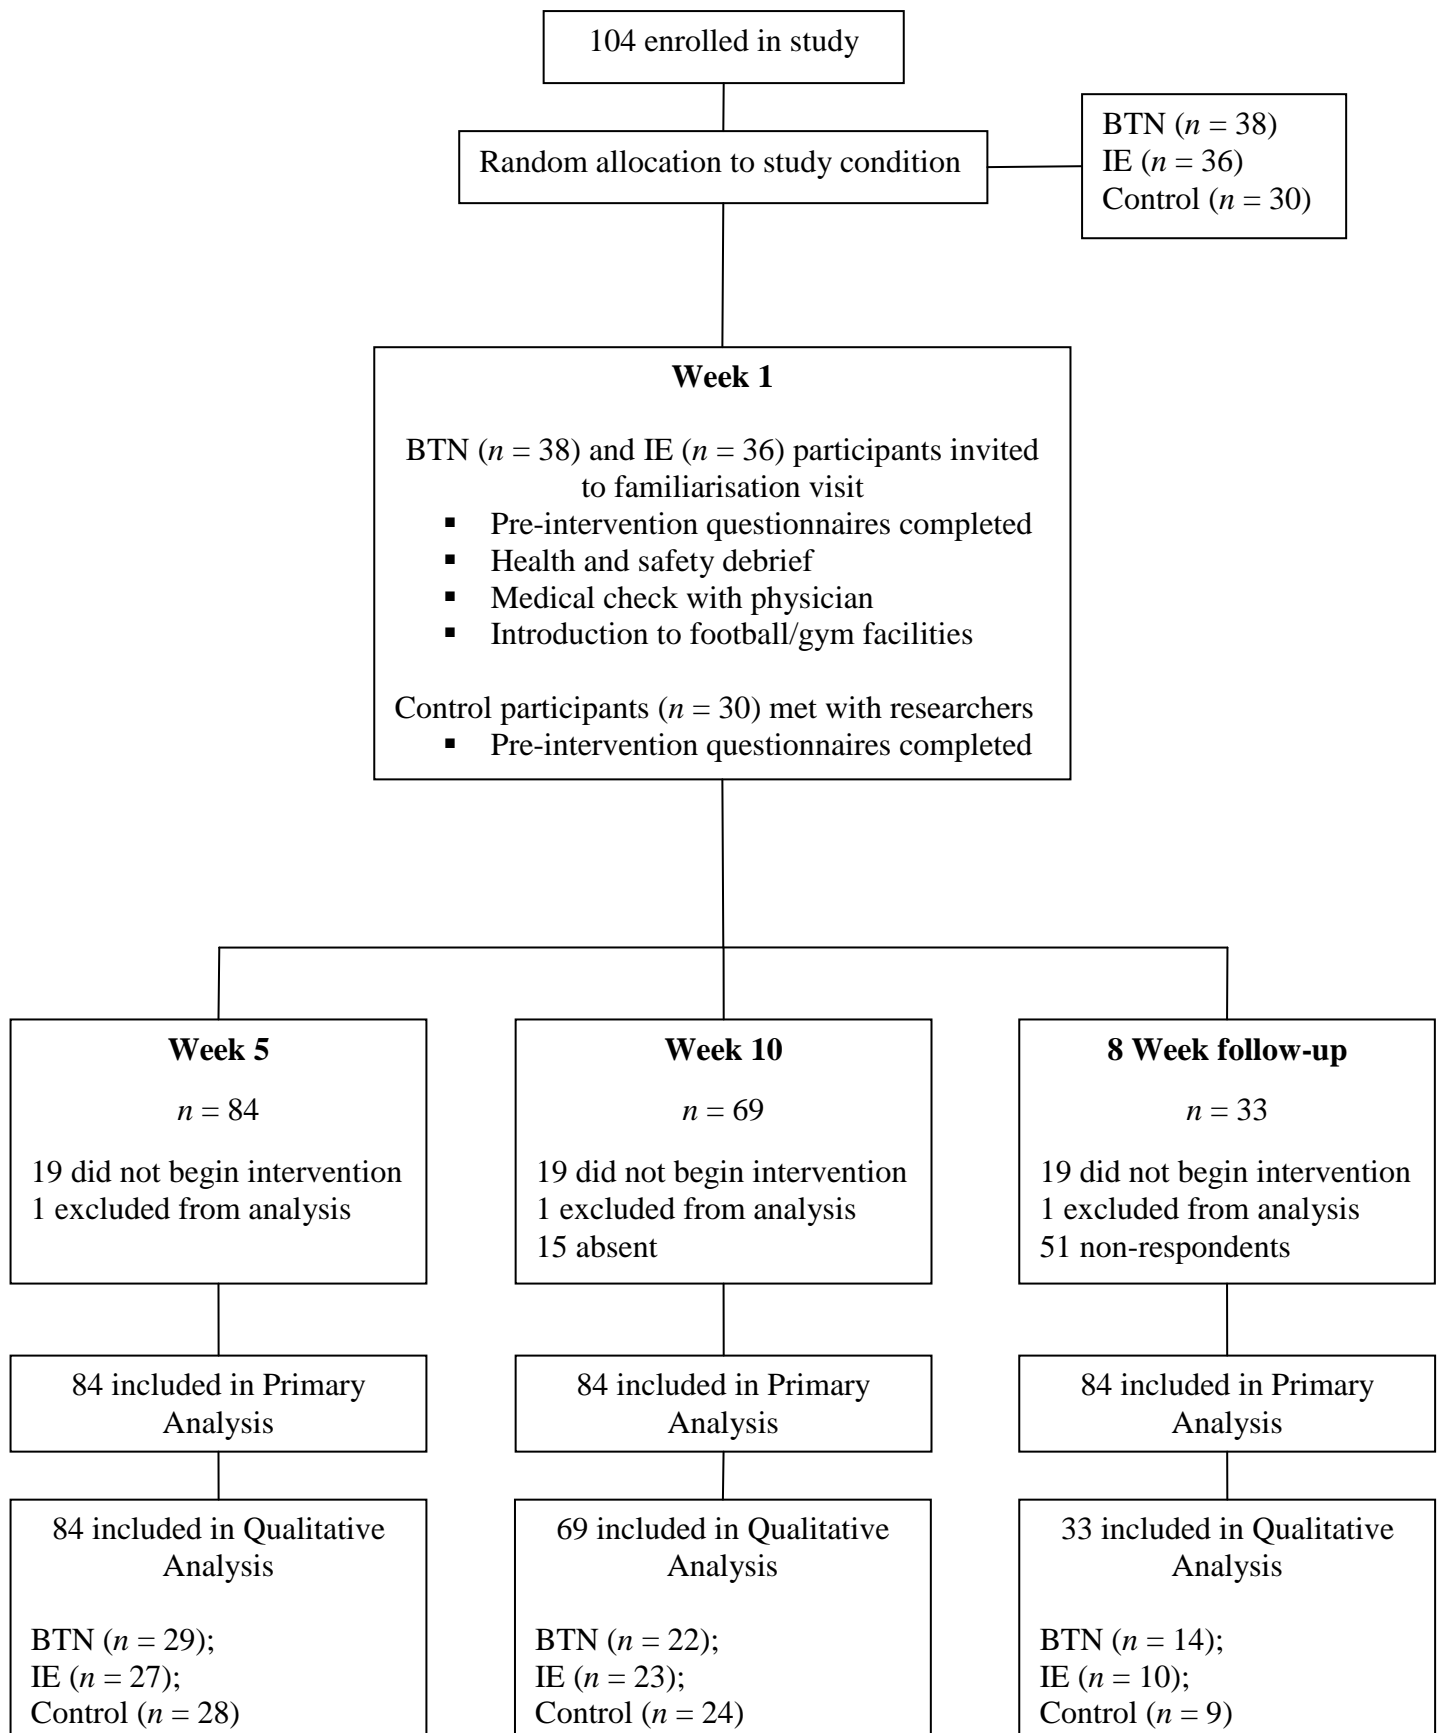 104 enrolled in study
Random allocation to study condition
BTN (n = 38)
IE (n = 36)
Control (n = 30)
Week 1
BTN (n = 38) and IE (n = 36) participants invited
to familiarisation visit
▪ Pre-intervention questionnaires completed
▪ Health and safety debrief
▪ Medical check with physician
▪ Introduction to football/gym facilities
Control participants (n = 30) met with researchers
▪ Pre-intervention questionnaires completed
Week 5
n = 84
19 did not begin intervention
1 excluded from analysis
84 included in Primary
Analysis
84 included in Qualitative
Analysis
BTN (n = 29);
IE (n = 27);
Control (n = 28)
Week 10
n = 69
19 did not begin intervention
1 excluded from analysis
15 absent
84 included in Primary
Analysis
69 included in Qualitative
Analysis
BTN (n = 22);
IE (n = 23);
Control (n = 24)
8 Week follow-up
n = 33
19 did not begin intervention
1 excluded from analysis
51 non-respondents
84 included in Primary
Analysis
33 included in Qualitative
Analysis
BTN (n = 14);
IE (n = 10);
Control (n = 9)